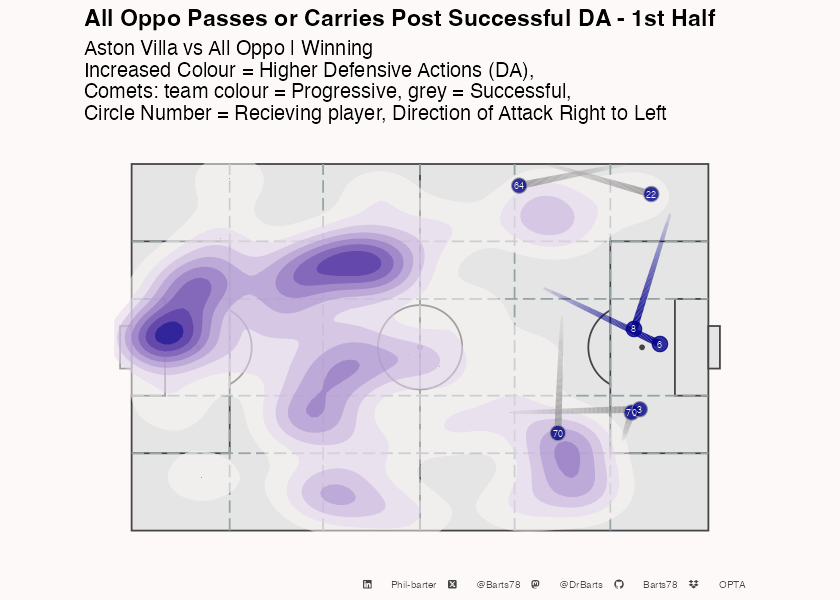 All Oppo Passes or Carries Post Successful DA - 1st Half
Aston Villa vs All Oppo | Winning
Increased Colour = Higher Defensive Actions (DA),
Comets: team colour = Progressive, grey = Successful,
Circle Number = Recieving player, Direction of Attack Right to Left
64
22
8
6
70
3
70
Phil-barter @Barts78 @DrBarts Barts78 OPTA